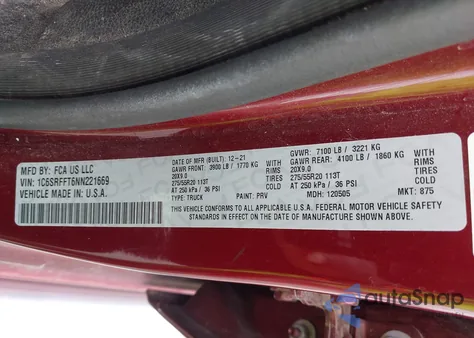 MFD BY: FCA US LLC
VIN: 1C6SRFFT6NN221669
VEHICLE MADE IN U.S.A.
DATE OF MFR (BUILT): 12-21
GAWR FRONT: 3900 LB / 1770 KG
WITH TIRES
20X9.0 RIMS
275/55R20 113T
AT 250 kPa / 36 PSI COLD
TYPE: TRUCK
PAINT: PRV
GVWR: 7100 LB / 3221 KG
GAWR REAR: 4100 LB / 1860 KG
WITH TIRES
20X9.0 RIMS
275/55R20 113T
AT 250 kPa / 36 PSI COLD
MDH: 120505
MKT: 875
THIS VEHICLE CONFORMS TO ALL APPLICABLE U.S.A. FEDERAL MOTOR VEHICLE SAFETY
STANDARDS IN EFFECT ON THE DATE OF MANUFACTURE SHOWN ABOVE.
autoSnap